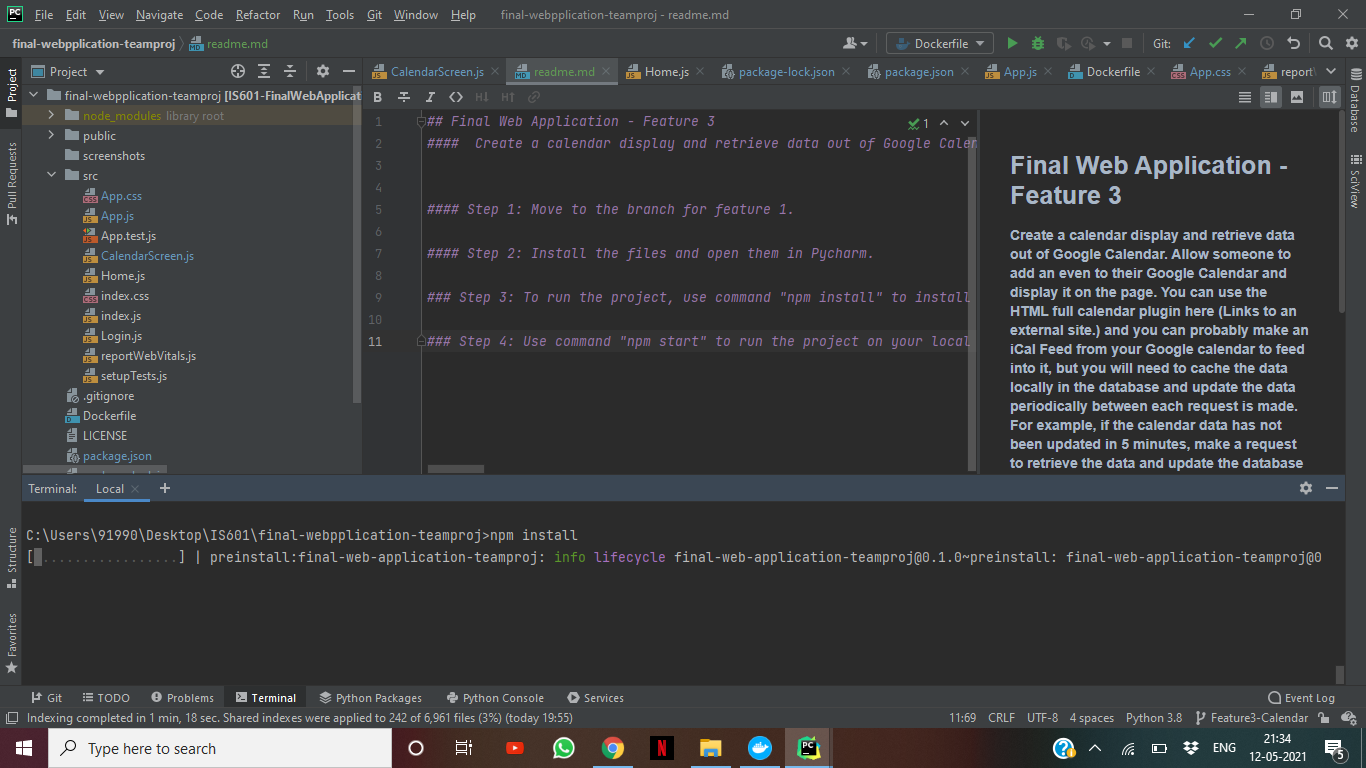 PC File Edit View Navigate Code Refactor Run Tools Git Window Help final-webpplication-teamproj - readme.md
final-webpplication-teamproj readme.md Dockerfile Git:
Project CalendarScreen.js readme.md Home.js package-lock.json package.json App.js Dockerfile App.css report
Project
Pull Requests
Structure
Favorites
final-webpplication-teamproj [IS601-FinalWebApplicat
node_modules library root
public
screenshots
src
App.css
App.js
App.test.js
CalendarScreen.js
Home.js
index.css
index.js
Login.js
reportWebVitals.js
setupTests.js
.gitignore
Dockerfile
LICENSE
package.json
B I H↓ H↑
1 ## Final Web Application - Feature 3 1
2 #### Create a calendar display and retrieve data out of Google Calen
3
4
5 #### Step 1: Move to the branch for feature 1.
6
7 #### Step 2: Install the files and open them in Pycharm.
8
9 ### Step 3: To run the project, use command "npm install" to install
10
11 ### Step 4: Use command "npm start" to run the project on your local
Final Web Application -
Feature 3
Create a calendar display and retrieve data
out of Google Calendar. Allow someone to
add an even to their Google Calendar and
display it on the page. You can use the
HTML full calendar plugin here (Links to an
external site.) and you can probably make an
iCal Feed from your Google calendar to feed
into it, but you will need to cache the data
locally in the database and update the data
periodically between each request is made.
For example, if the calendar data has not
been updated in 5 minutes, make a request
to retrieve the data and update the database
Database
SciView
Terminal: Local +
C:\Users\91990\Desktop\IS601\final-webpplication-teamproj>npm install
[ .................] | preinstall:final-web-application-teamproj: info lifecycle final-web-application-teamproj@0.1.0~preinstall: final-web-application-teamproj@0
Git TODO Problems Terminal Python Packages Python Console Services Event Log
Indexing completed in 1 min, 18 sec. Shared indexes were applied to 242 of 6,961 files (3%) (today 19:55) 11:69 CRLF UTF-8 4 spaces Python 3.8 Feature3-Calendar
Type here to search N PC ENG 21:34
12-05-2021 5